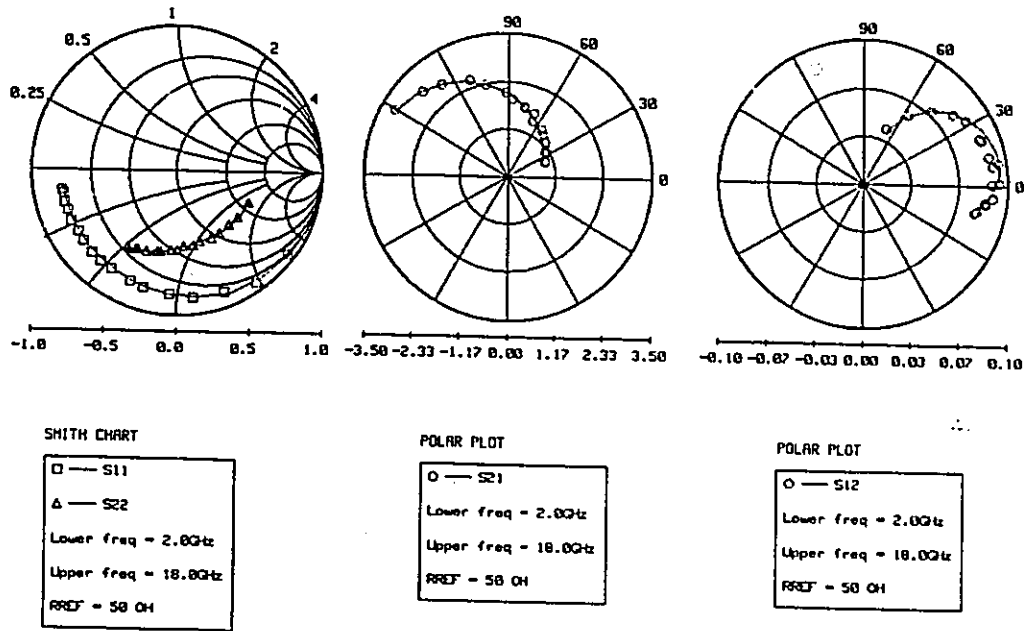 1
0.5
2
0.25
4
-1.0 -0.5 0.0 0.5 1.0
90
60
30
0
-3.50 -2.33 -1.17 0.00 1.17 2.33 3.50
90
60
30
0
-0.10 -0.07 -0.03 0.00 0.03 0.07 0.10
SMITH CHART
S11
S22
Lower freq = 2.0GHz
Upper freq = 18.0GHz
RREF = 50 OH
POLAR PLOT
S21
Lower freq = 2.0GHz
Upper freq = 18.0GHz
RREF = 50 OH
POLAR PLOT
S12
Lower freq = 2.0GHz
Upper freq = 18.0GHz
RREF = 50 OH